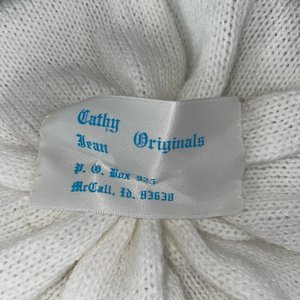 Cathy
Jean Originals
P. O. Box
McCall, Id. 83638